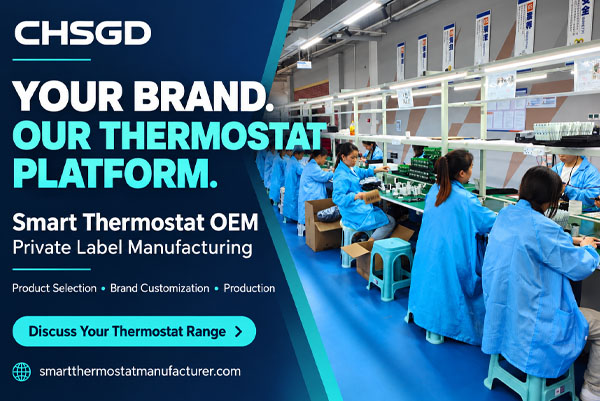 CHSGD
YOUR BRAND.
OUR THERMOSTAT
PLATFORM.
Smart Thermostat OEM
Private Label Manufacturing
Product Selection • Brand Customization • Production
Discuss Your Thermostat Range >
smartthermostatmanufacturer.com